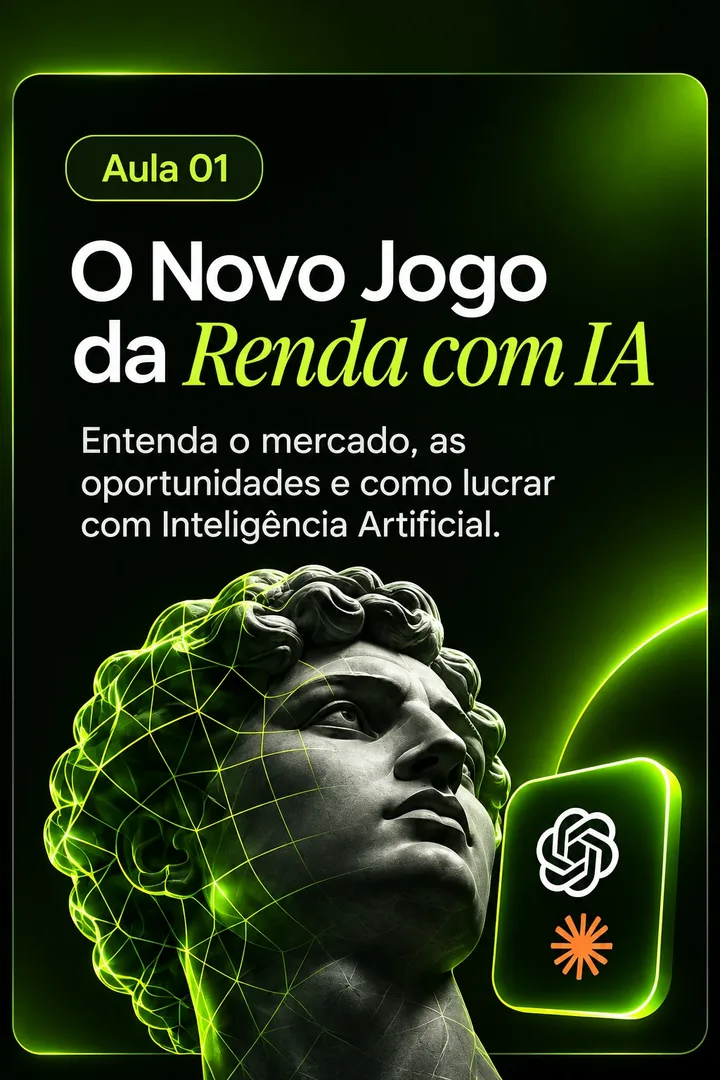 Aula 01
O Novo Jogo
da Renda com IA
Entenda o mercado, as
oportunidades e como lucrar
com Inteligência Artificial.